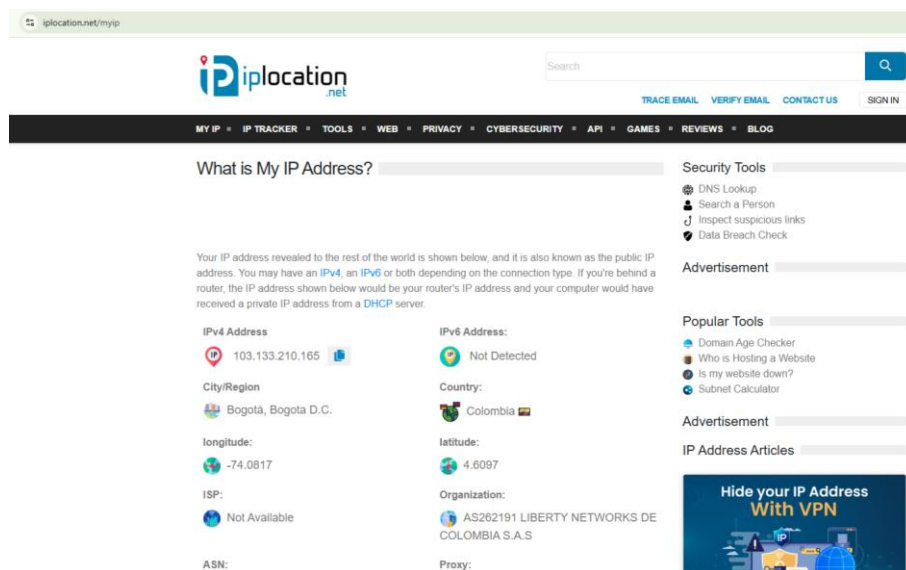 iplocation.net/myip
iplocation
.net
Search
TRACE EMAIL VERIFY EMAIL CONTACT US SIGN IN
MY IP IP TRACKER TOOLS WEB PRIVACY CYBERSECURITY API GAMES REVIEWS BLOG
What is My IP Address?
Your IP address revealed to the rest of the world is shown below, and it is also known as the public IP
address. You may have an IPv4, an IPv6 or both depending on the connection type. If you're behind a
router, the IP address shown below would be your router's IP address and your computer would have
received a private IP address from a DHCP server.
IPv4 Address
IP 103.133.210.165
IPv6 Address:
IP Not Detected
City/Region
Bogotá, Bogota D.C.
Country:
Colombia
longitude:
-74.0817
latitude:
4.6097
ISP:
Not Available
Organization:
AS262191 LIBERTY NETWORKS DE
COLOMBIA S.A.S
ASN:
Proxy:
Security Tools
DNS Lookup
Search a Person
Inspect suspicious links
Data Breach Check
Advertisement
Popular Tools
Domain Age Checker
Who is Hosting a Website
Is my website down?
Subnet Calculator
Advertisement
IP Address Articles
Hide your IP Address
With VPN
IP